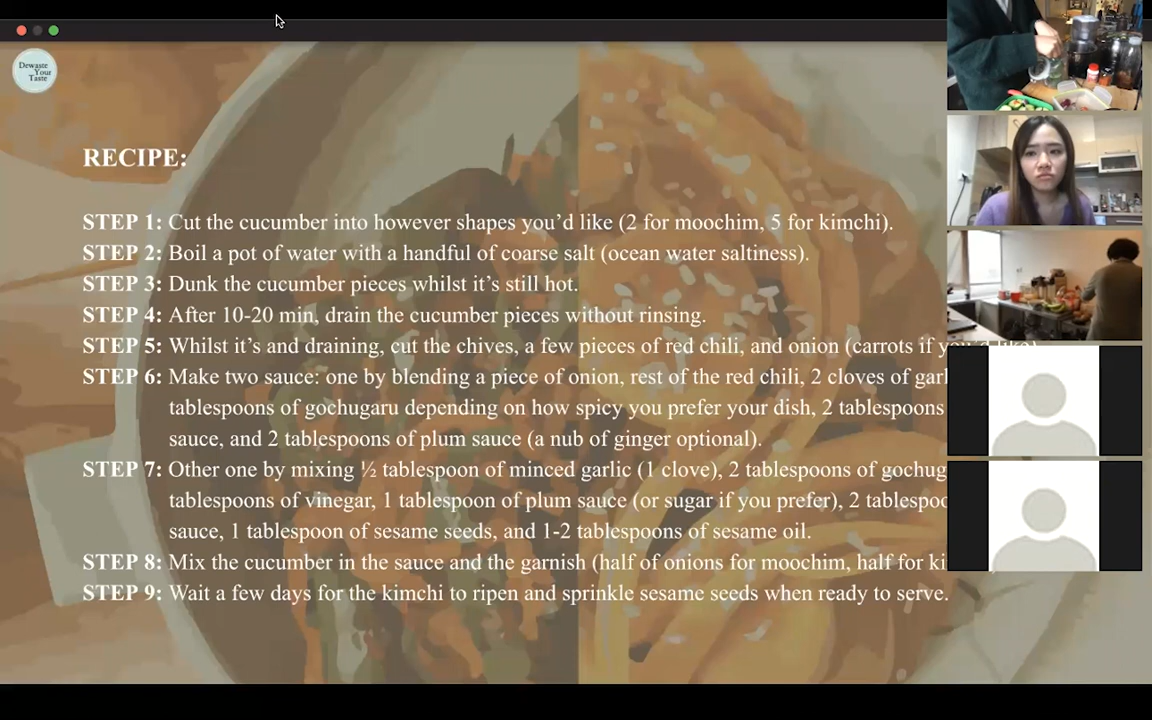 Dewaste
Your
Taste
RECIPE:
STEP 1: Cut the cucumber into however shapes you’d like (2 for moochim, 5 for kimchi).
STEP 2: Boil a pot of water with a handful of coarse salt (ocean water saltiness).
STEP 3: Dunk the cucumber pieces whilst it’s still hot.
STEP 4: After 10-20 min, drain the cucumber pieces without rinsing.
STEP 5: Whilst it’s and draining, cut the chives, a few pieces of red chili, and onion (carrots if you’d like).
STEP 6: Make two sauce: one by blending a piece of onion, rest of the red chili, 2 cloves of
tablespoons of gochugaru depending on how spicy you prefer your dish, 2 tablespoons
sauce, and 2 tablespoons of plum sauce (a nub of ginger optional).
STEP 7: Other one by mixing ½ tablespoon of minced garlic (1 clove), 2 tablespoons of
tablespoons of vinegar, 1 tablespoon of plum sauce (or sugar if you prefer), 2
sauce, 1 tablespoon of sesame seeds, and 1-2 tablespoons of sesame oil.
STEP 8: Mix the cucumber in the sauce and the garnish (half of onions for moochim, half for
STEP 9: Wait a few days for the kimchi to ripen and sprinkle sesame seeds when ready to serve.